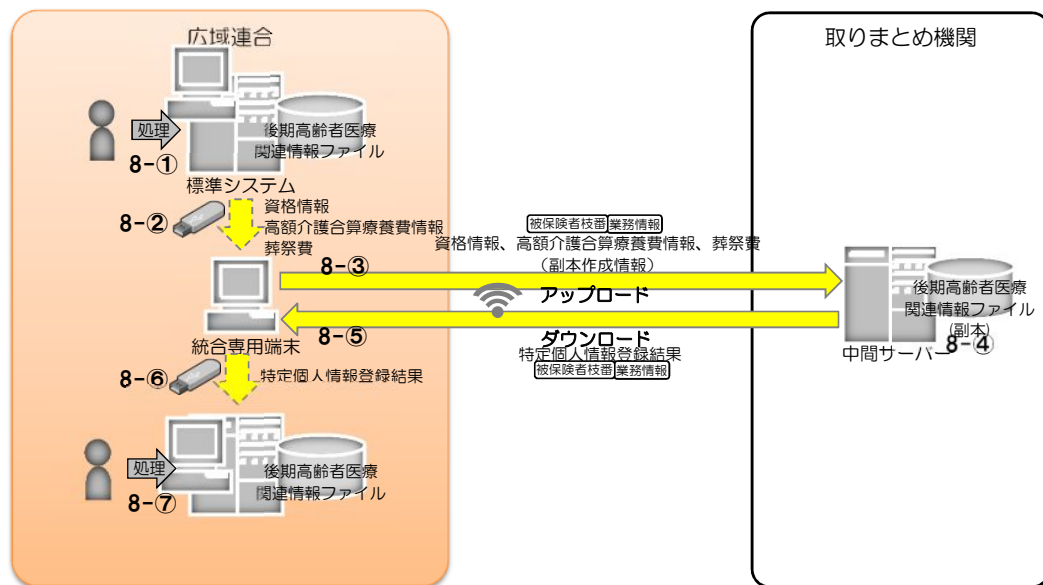 広域連合
処理
8-①
後期高齢者医療
関連情報ファイル
標準システム
8-②
資格情報
高額介護合算療養費情報
葬祭費
8-③
被保険者枝番 業務情報
資格情報、高額介護合算療養費情報、葬祭費
(副本作成情報)
アップロード
統合専用端末
8-⑤
ダウンロード
特定個人情報登録結果
被保険者枝番 業務情報
8-⑥
特定個人情報登録結果
処理
8-⑦
後期高齢者医療
関連情報ファイル
取りまとめ機関
後期高齢者医療
関連情報ファイル
(副本)
8-④
中間サーバー